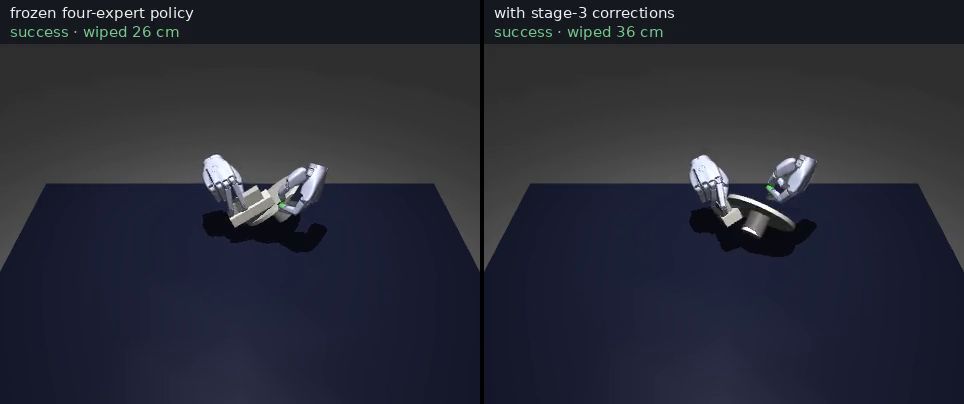 frozen four-expert policy
success · wiped 26 cm
with stage-3 corrections
success · wiped 36 cm